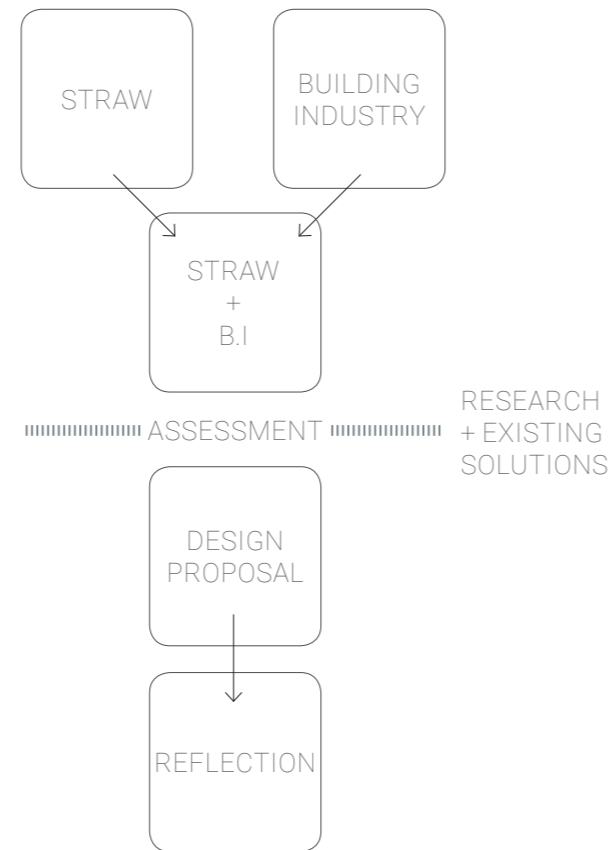 STRAW
BUILDING
INDUSTRY
STRAW
+
B.I
ASSESSMENT
RESEARCH
+ EXISTING
SOLUTIONS
DESIGN
PROPOSAL
REFLECTION